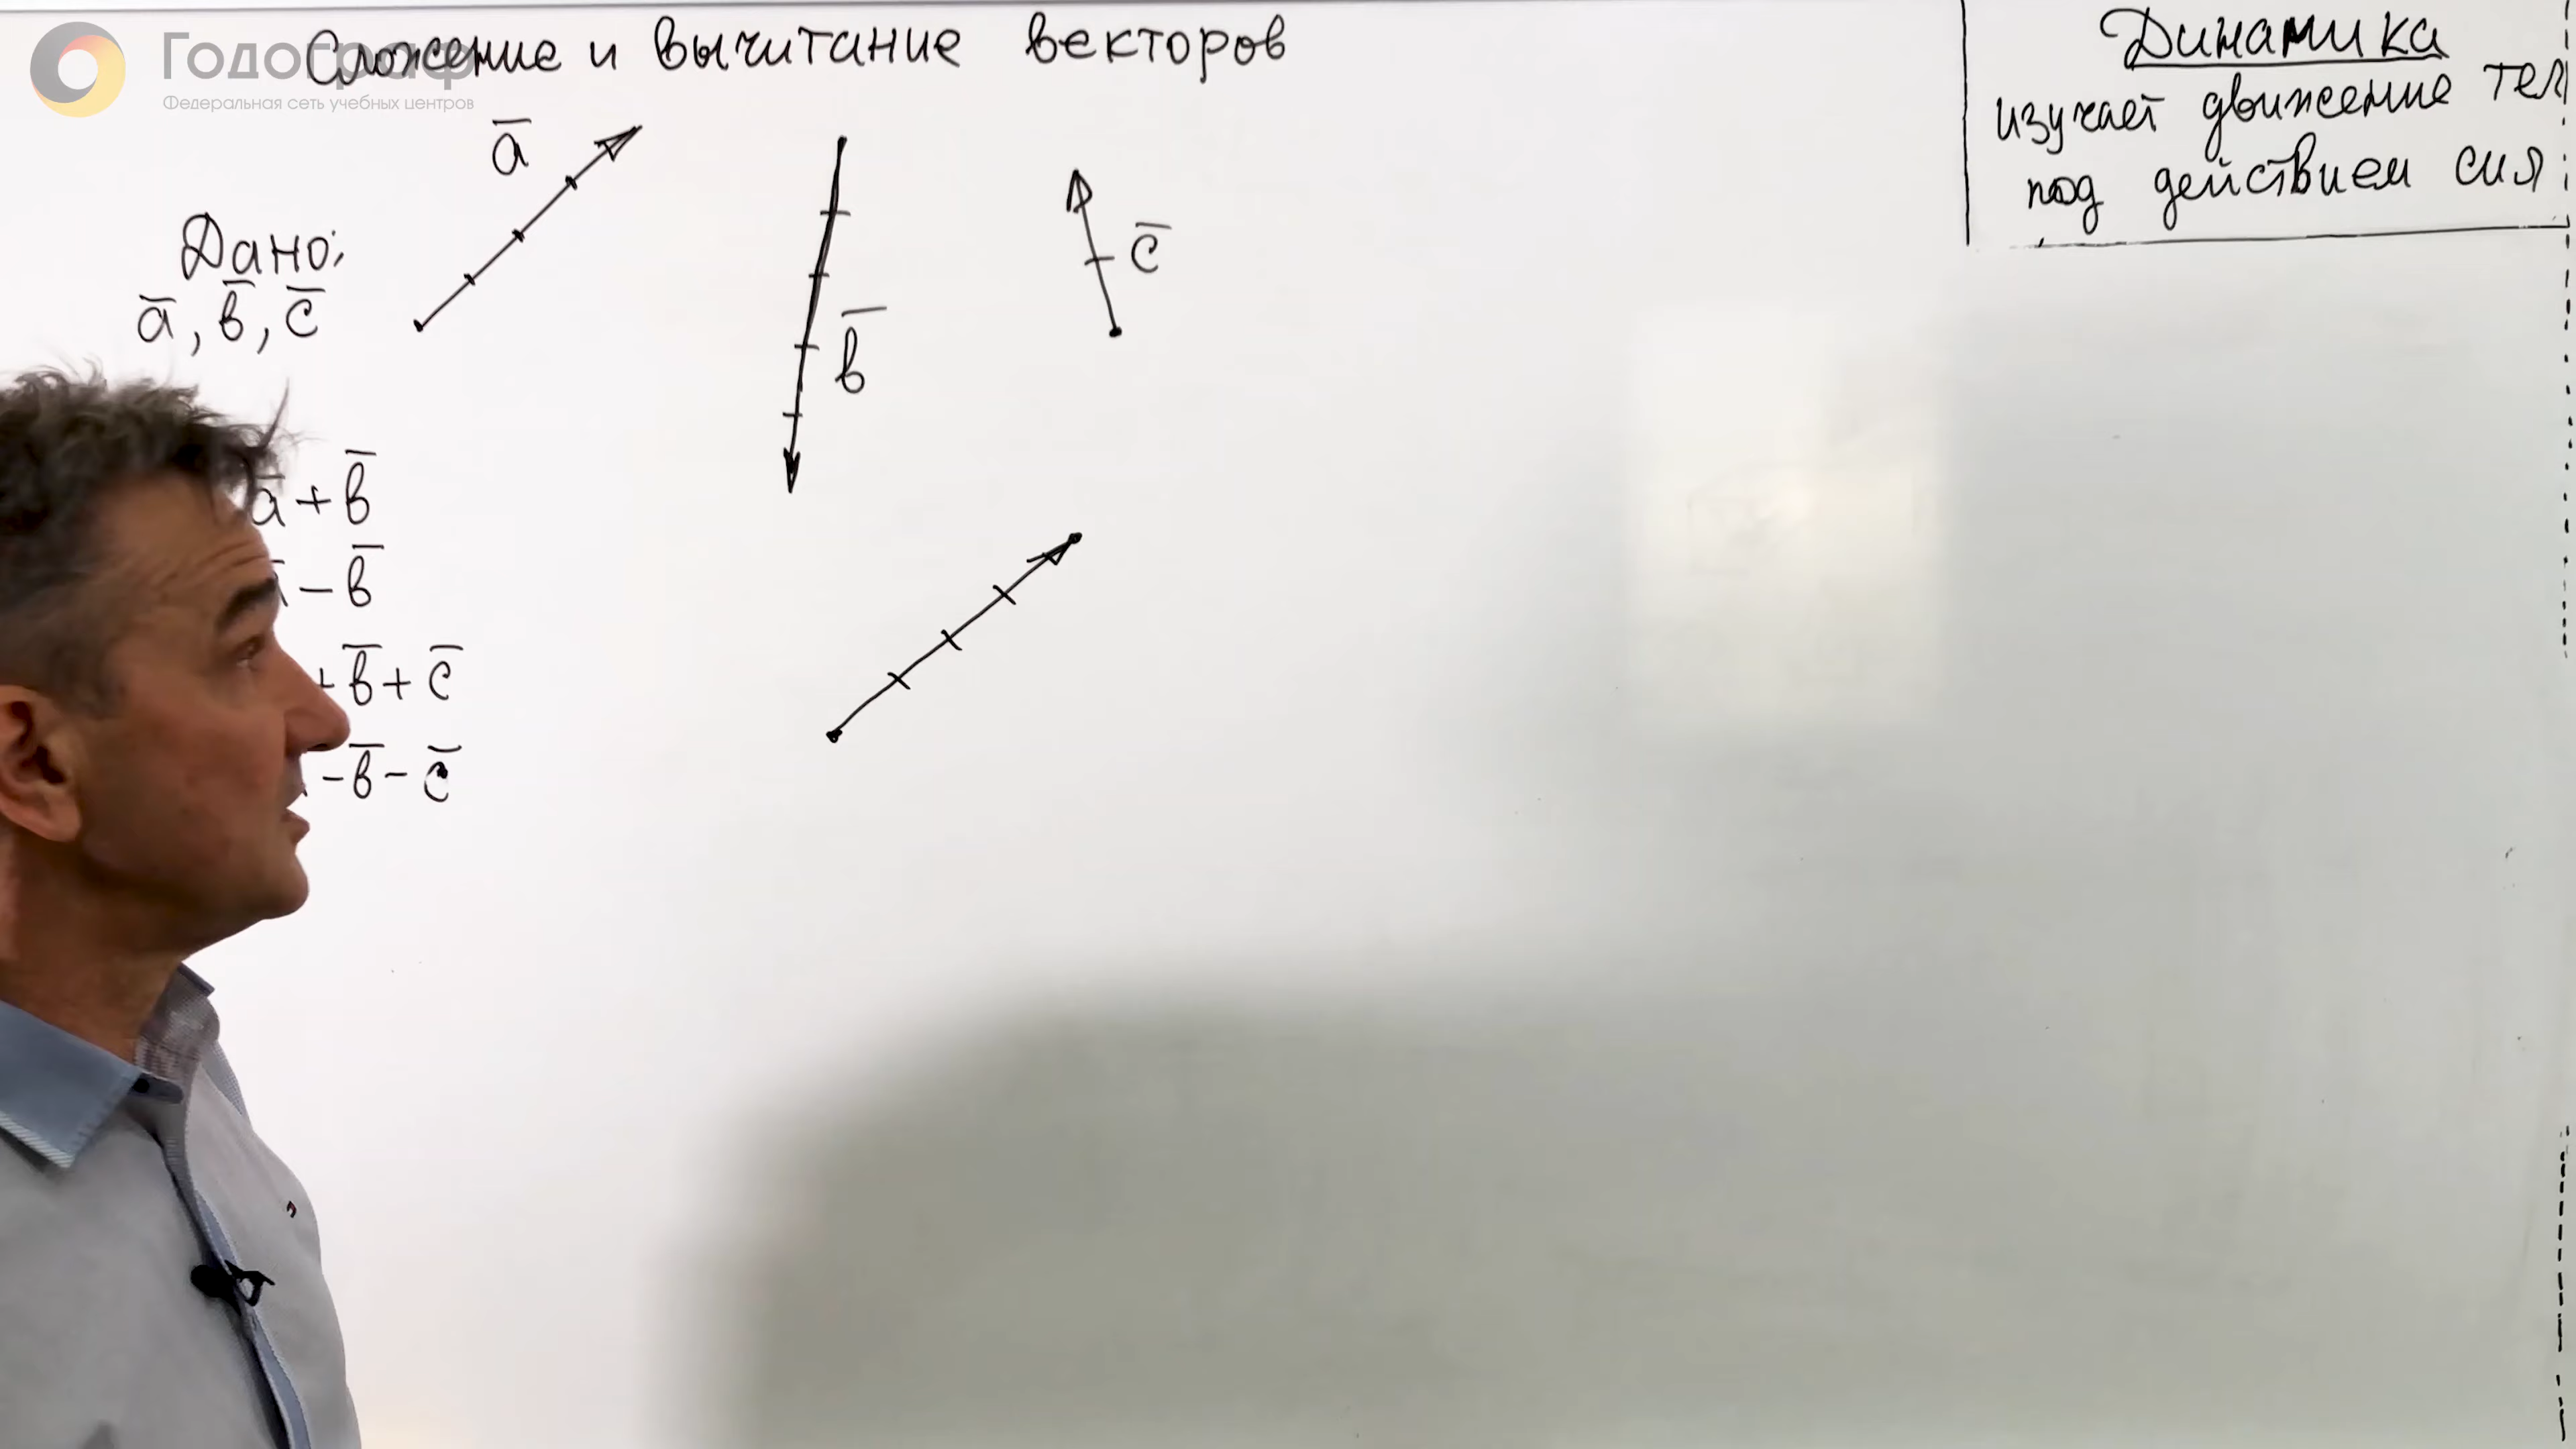 Годограф
Федеральная сеть учебных центров
Сложение и вычитание векторов
Динамика
изучает движение тел
под действием сил
Дано:
a̅, в̅, c̅
a̅
в̅
c̅
a̅ + в̅
- в̅
+ в̅ + c̅
- в̅ - c̅